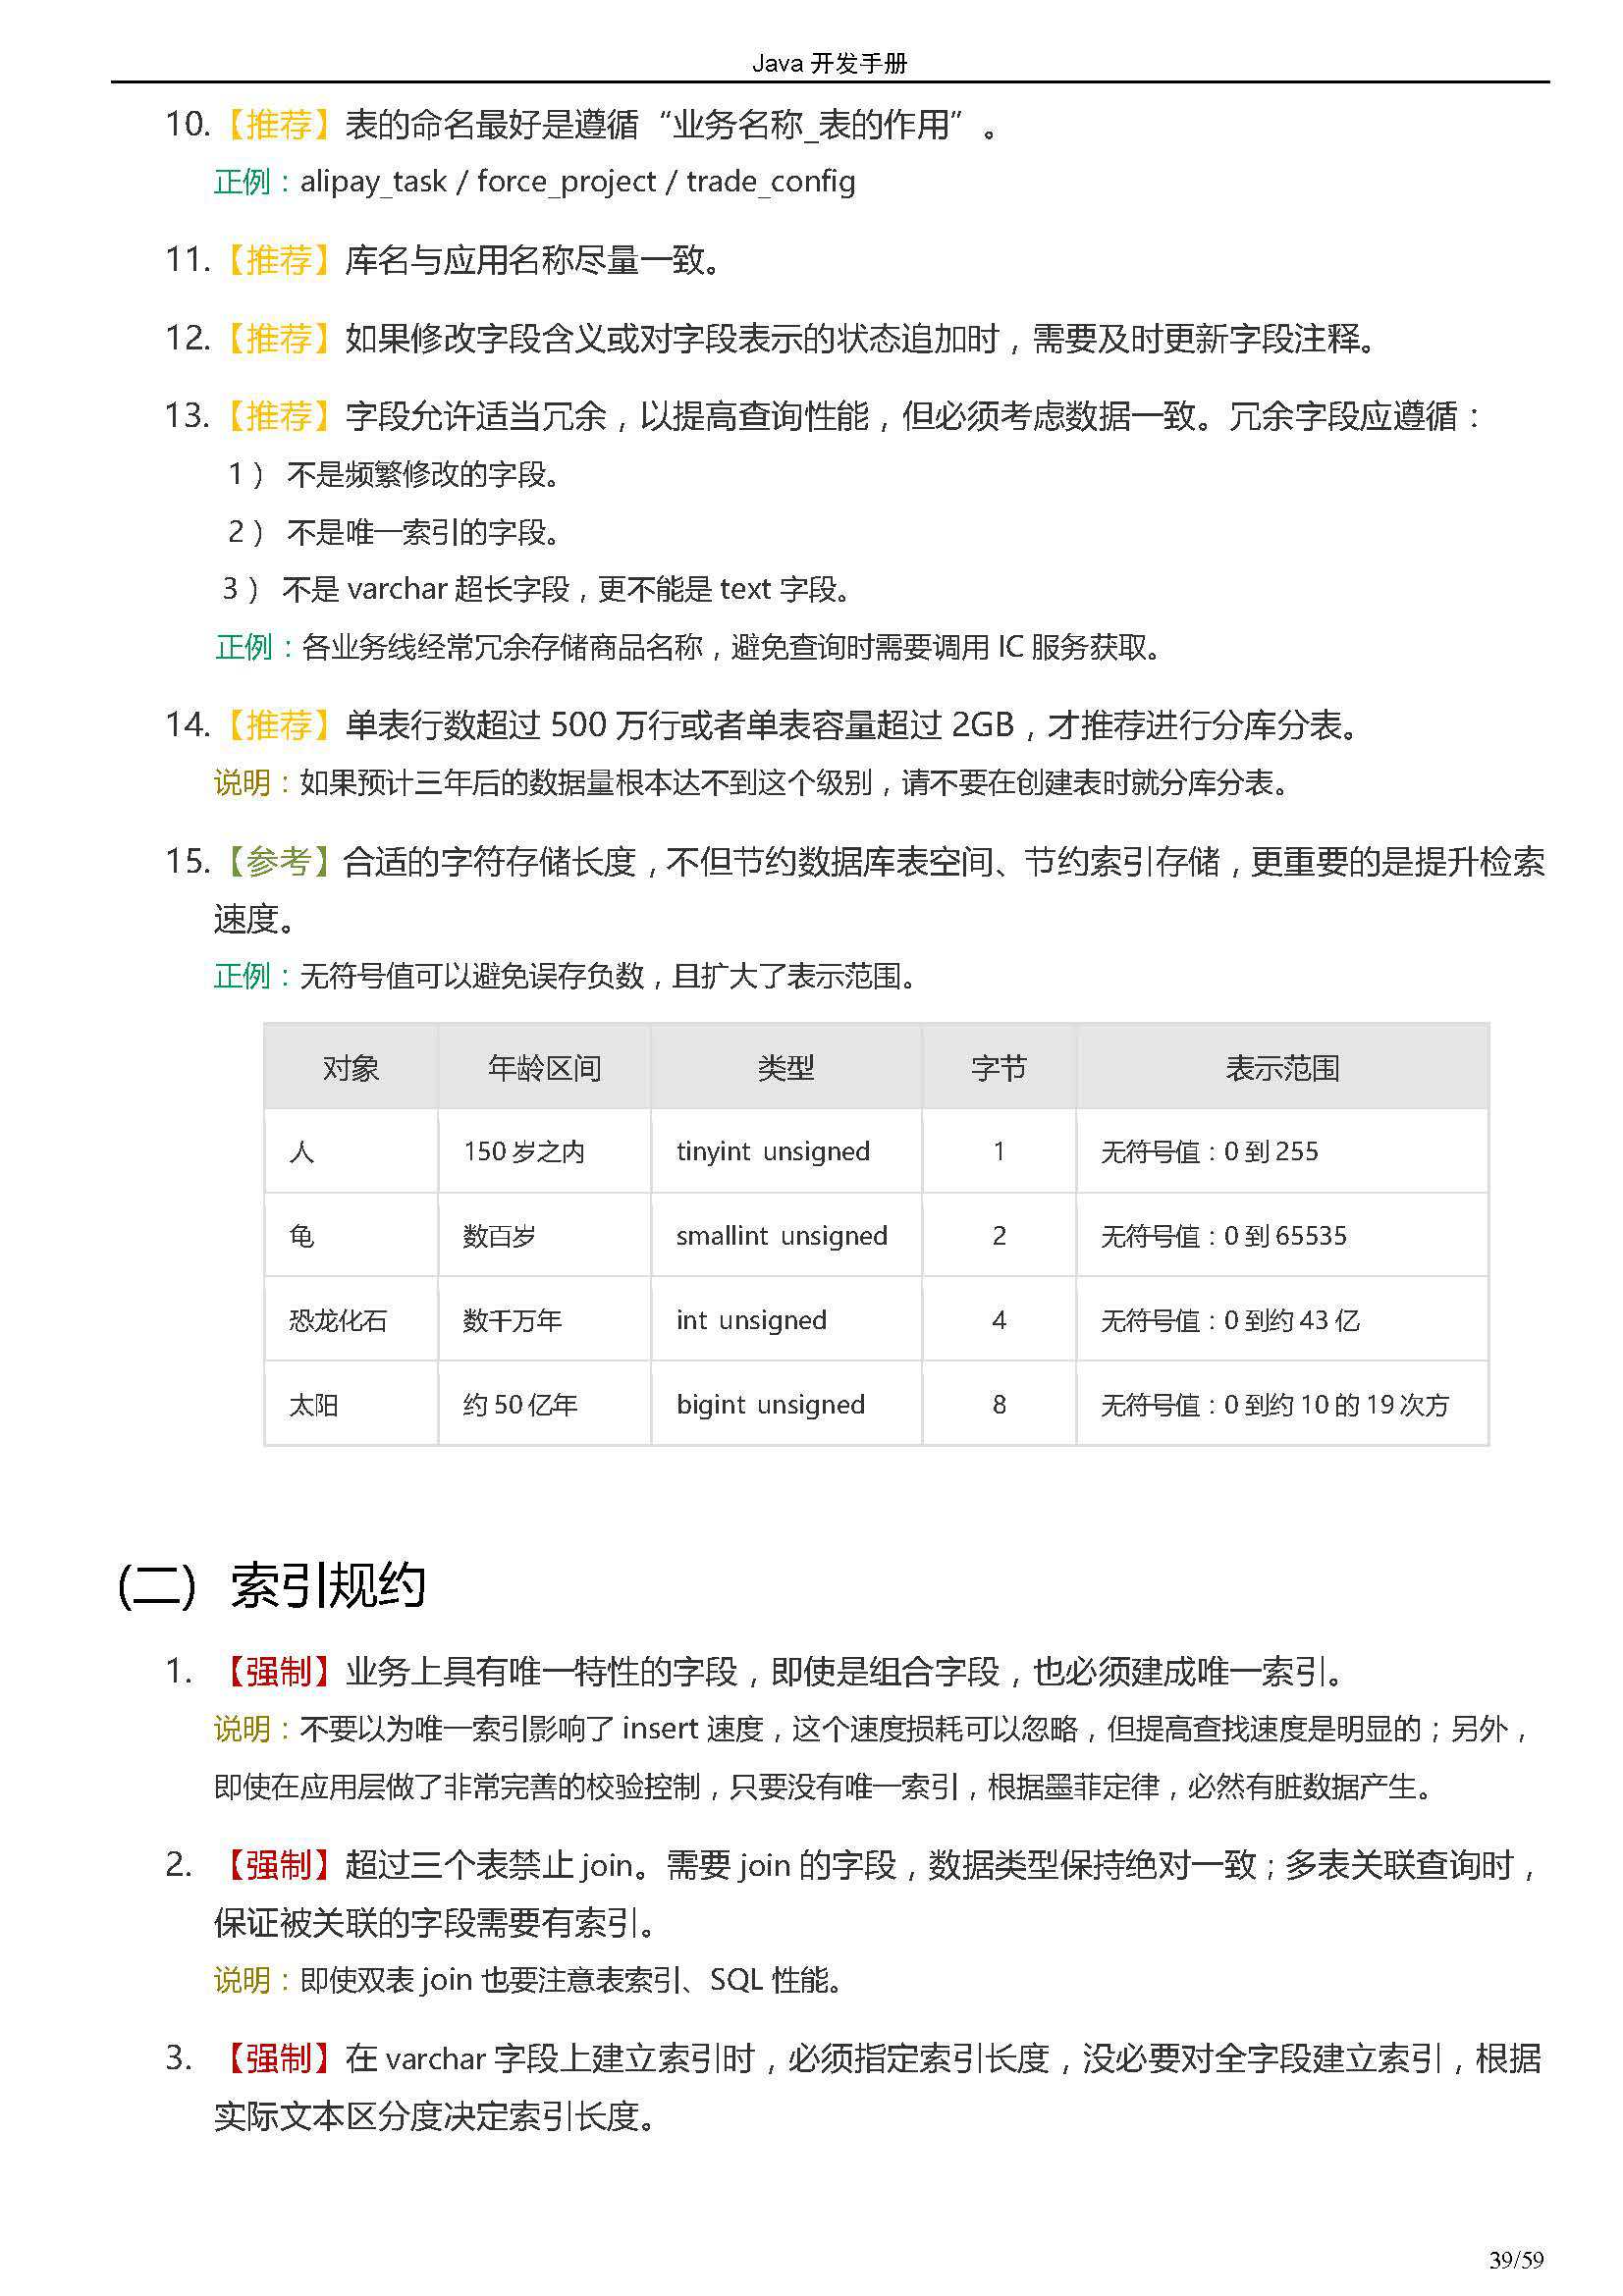 Java 开发手册
10.【推荐】表的命名最好是遵循“业务名称_表的作用”。
正例：alipay_task / force_project / trade_config
11.【推荐】库名与应用名称尽量一致。
12.【推荐】如果修改字段含义或对字段表示的状态追加时，需要及时更新字段注释。
13.【推荐】字段允许适当冗余，以提高查询性能，但必须考虑数据一致。冗余字段应遵循：
1） 不是频繁修改的字段。
2） 不是唯一索引的字段。
3） 不是 varchar 超长字段，更不能是 text 字段。
正例：各业务线经常冗余存储商品名称，避免查询时需要调用 IC 服务获取。
14.【推荐】单表行数超过 500 万行或者单表容量超过 2GB，才推荐进行分库分表。
说明：如果预计三年后的数据量根本达不到这个级别，请不要在创建表时就分库分表。
15.【参考】合适的字符存储长度，不但节约数据库表空间、节约索引存储，更重要的是提升检索
速度。
正例：无符号值可以避免误存负数，且扩大了表示范围。
对象 年龄区间 类型 字节 表示范围
人 150 岁之内 tinyint unsigned 1 无符号值：0 到 255
龟 数百岁 smallint unsigned 2 无符号值：0 到 65535
恐龙化石 数千万年 int unsigned 4 无符号值：0 到约 43 亿
太阳 约 50 亿年 bigint unsigned 8 无符号值：0 到约 10 的 19 次方
(二) 索引规约
1. 【强制】业务上具有唯一特性的字段，即使是组合字段，也必须建成唯一索引。
说明：不要以为唯一索引影响了 insert 速度，这个速度损耗可以忽略，但提高查找速度是明显的；另外，
即使在应用层做了非常完善的校验控制，只要没有唯一索引，根据墨菲定律，必然有脏数据产生。
2. 【强制】超过三个表禁止 join。需要 join 的字段，数据类型保持绝对一致；多表关联查询时，
保证被关联的字段需要有索引。
说明：即使双表 join 也要注意表索引、SQL 性能。
3. 【强制】在 varchar 字段上建立索引时，必须指定索引长度，没必要对全字段建立索引，根据
实际文本区分度决定索引长度。
39/59